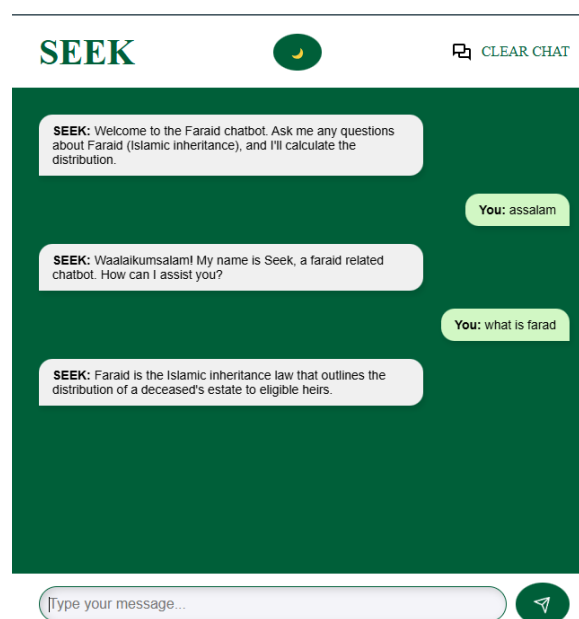 SEEK
CLEAR CHAT
SEEK: Welcome to the Faraid chatbot. Ask me any questions
about Faraid (Islamic inheritance), and I'll calculate the
distribution.
You: assalam
SEEK: Waalaikumsalam! My name is Seek, a faraid related
chatbot. How can I assist you?
You: what is farad
SEEK: Faraid is the Islamic inheritance law that outlines the
distribution of a deceased's estate to eligible heirs.
Type your message...